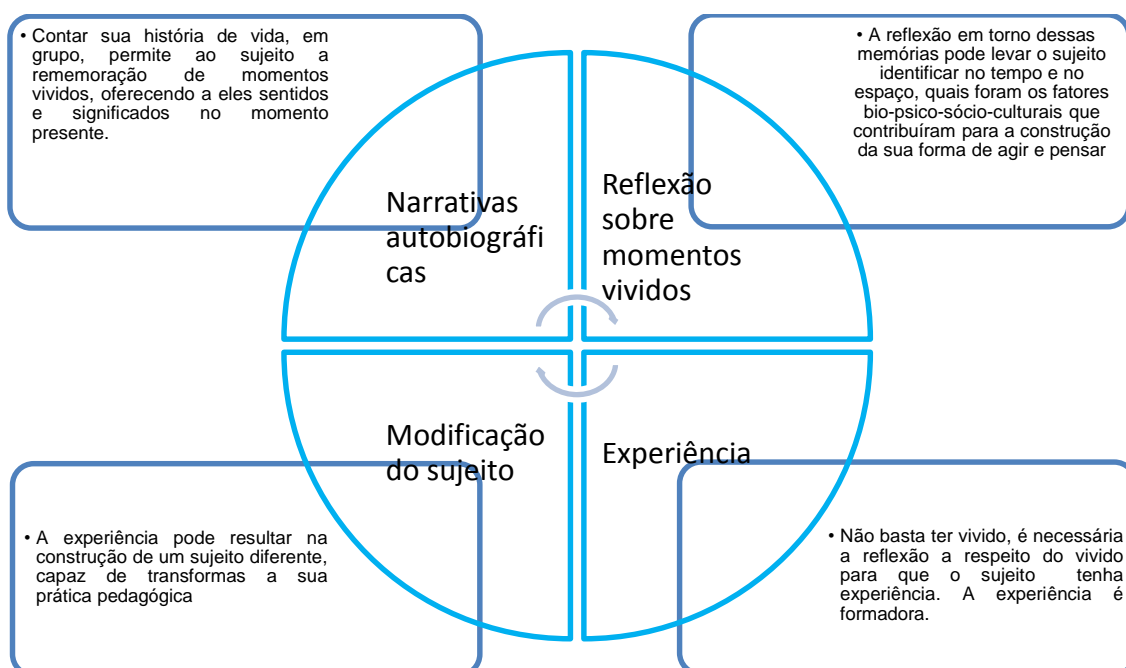 • Contar sua história de vida, em
grupo, permite ao sujeito a
rememoração de momentos
vividos, oferecendo a eles sentidos
e significados no momento
presente.
• A reflexão em torno dessas
memórias pode levar o sujeito
identificar no tempo e no
espaço, quais foram os fatores
bio-psico-sócio-culturais que
contribuíram para a construção
da sua forma de agir e pensar
Narrativas
autobiográfi
cas
Reflexão
sobre
momentos
vividos
Modificação
do sujeito
Experiência
• A experiência pode resultar na
construção de um sujeito diferente,
capaz de transformas a sua
prática pedagógica
• Não basta ter vivido, é necessária
a reflexão a respeito do vivido
para que o sujeito tenha
experiência. A experiência é
formadora.